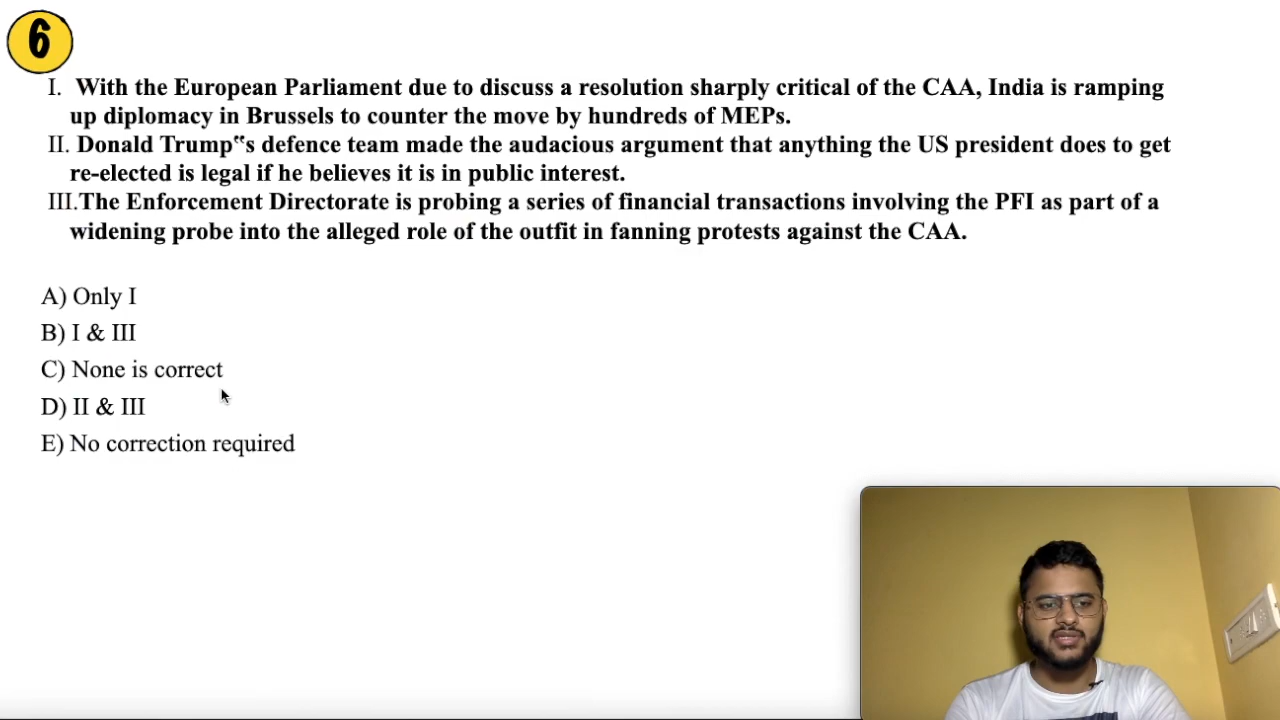 6
I. With the European Parliament due to discuss a resolution sharply critical of the CAA, India is ramping
up diplomacy in Brussels to counter the move by hundreds of MEPs.
II. Donald Trump‟s defence team made the audacious argument that anything the US president does to get
re-elected is legal if he believes it is in public interest.
III.The Enforcement Directorate is probing a series of financial transactions involving the PFI as part of a
widening probe into the alleged role of the outfit in fanning protests against the CAA.
A) Only I
B) I & III
C) None is correct
D) II & III
E) No correction required